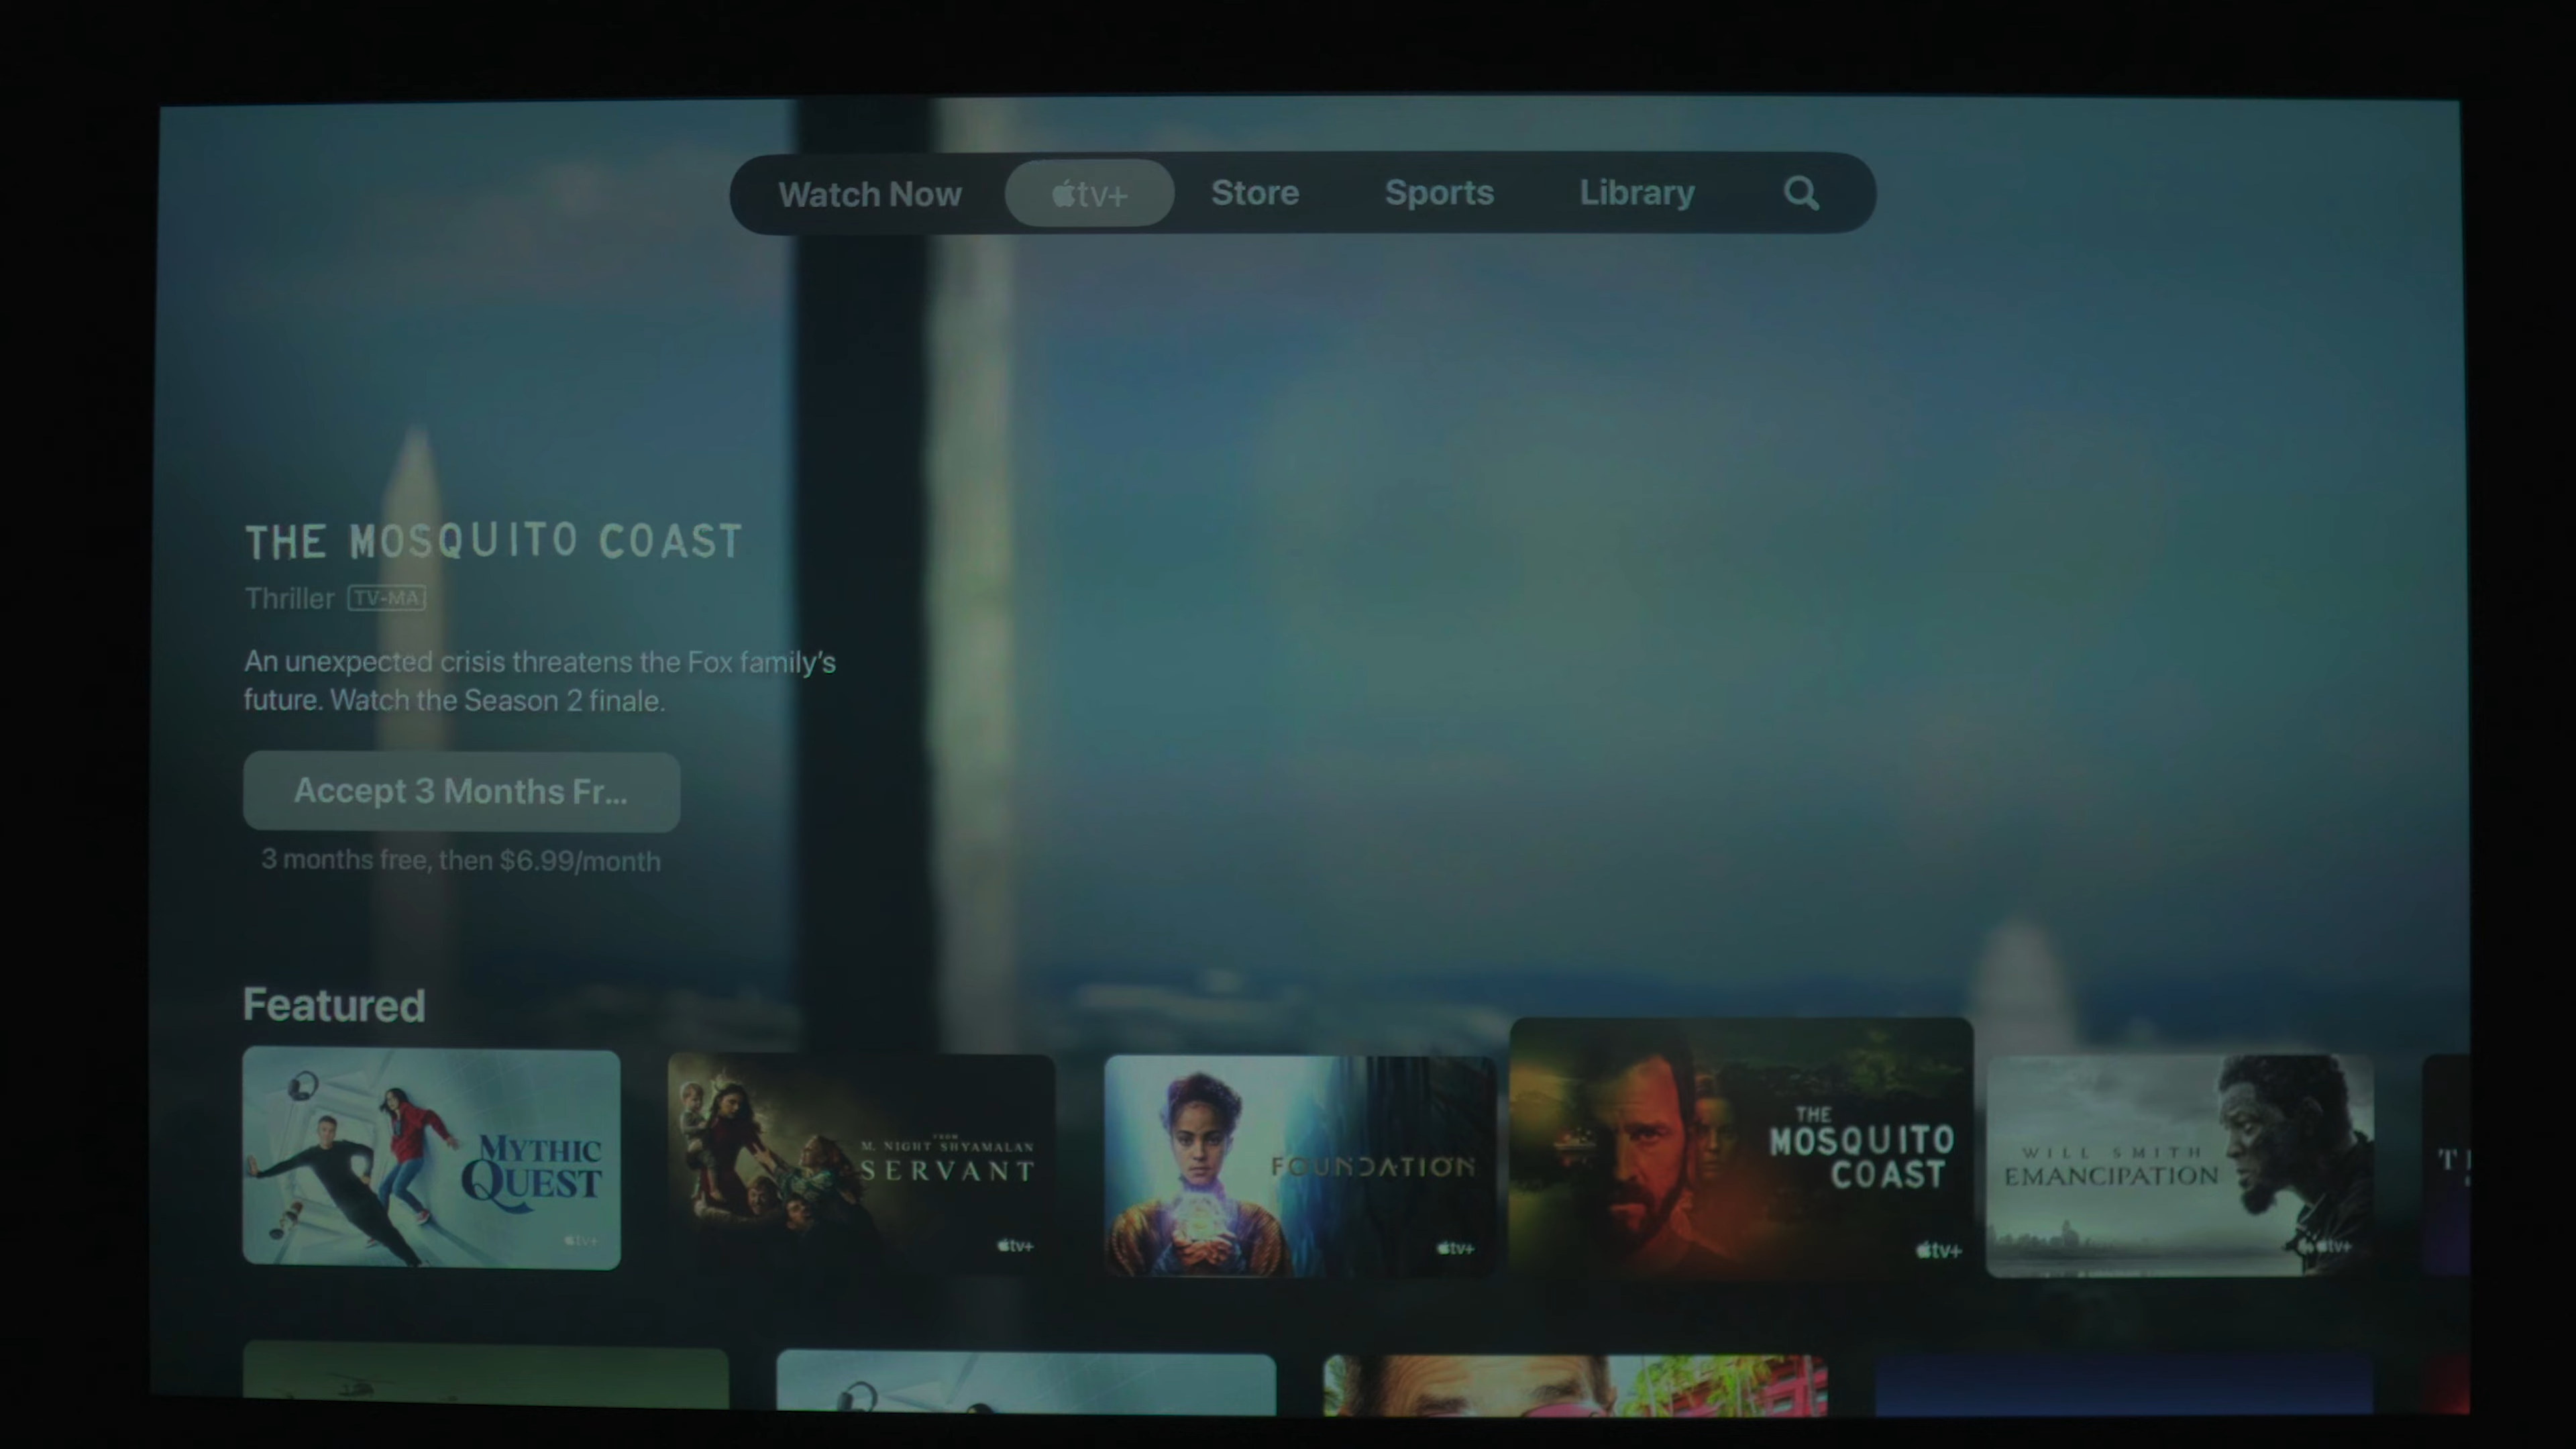 Watch Now tv+ Store Sports Library
THE MOSQUITO COAST
Thriller TV-MA
An unexpected crisis threatens the Fox family's
future. Watch the Season 2 finale.
Accept 3 Months Fr...
3 months free, then $6.99/month
Featured
MYTHIC
QUEST
tv+
FROM
M. NIGHT SHYAMALAN
SERVANT
tv+
FOUNDATION
tv+
THE
MOSQUITO
COAST
tv+
WILL SMITH
EMANCIPATION
tv+